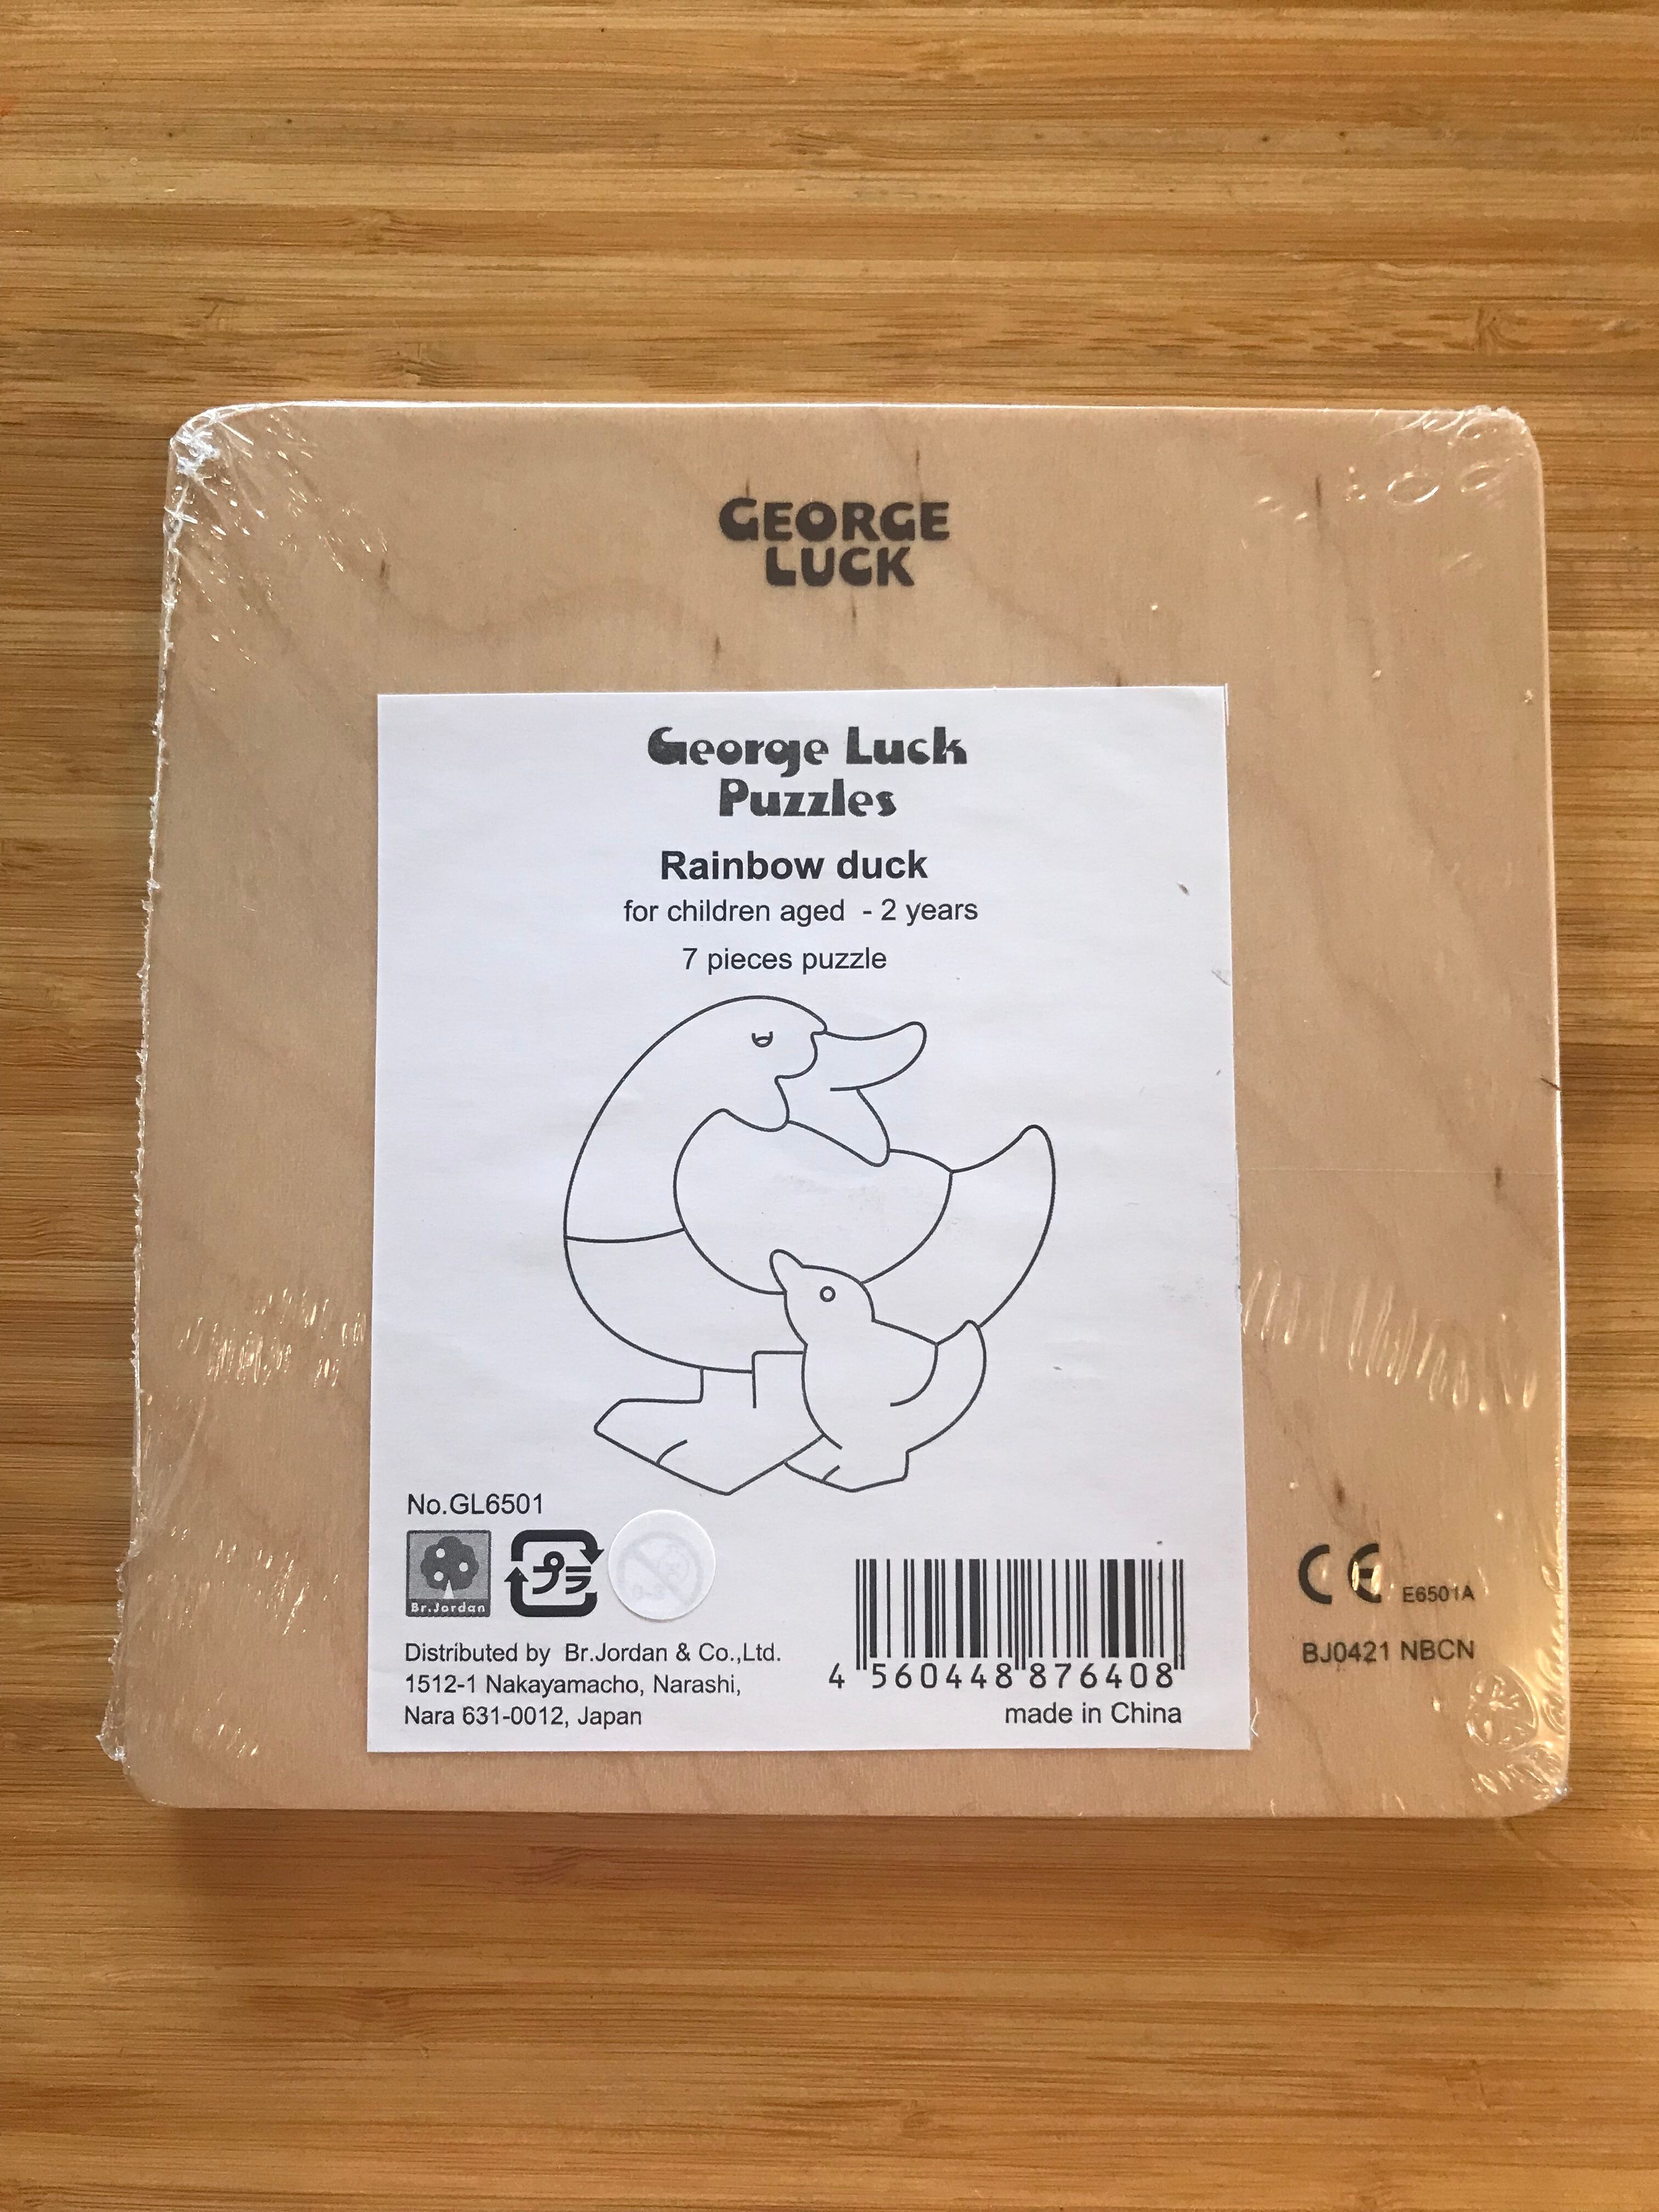 GEORGE
LUCK
George Luck
Puzzles
Rainbow duck
for children aged - 2 years
7 pieces puzzle
No.GL6501
Br.Jordan
プラ
Distributed by Br.Jordan & Co.,Ltd.
1512-1 Nakayamacho, Narashi,
Nara 631-0012, Japan
4 560448 876408
made in China
CE E6501A
BJ0421 NBCN